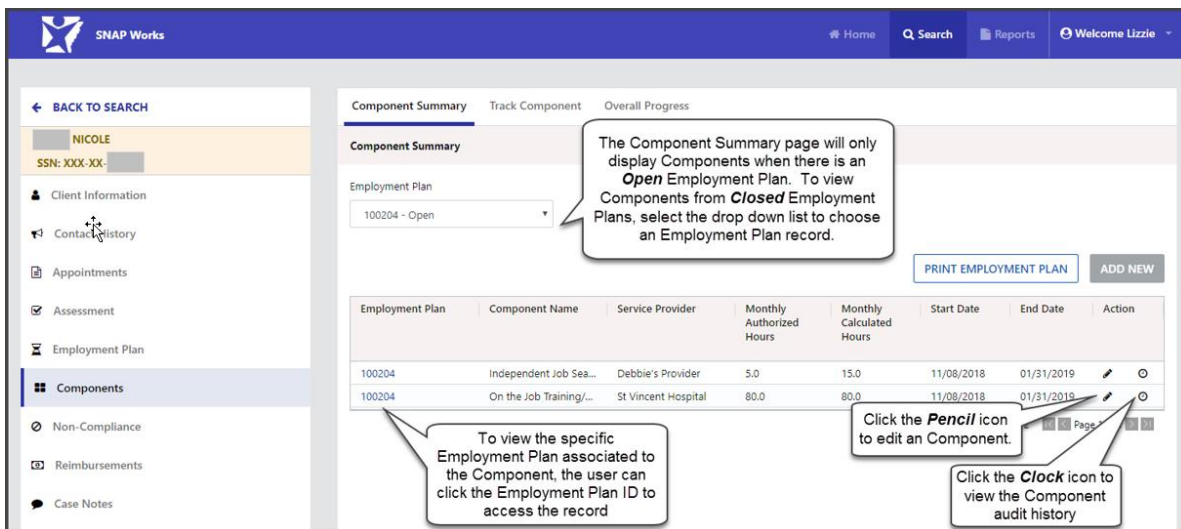 SNAP Works
Home
Search
Reports
Welcome Lizzie
BACK TO SEARCH
NICOLE
SSN: XXX-XX-
Client Information
Contact History
Appointments
Assessment
Employment Plan
Components
Non-Compliance
Reimbursements
Case Notes
Component Summary Track Component Overall Progress
Component Summary
Employment Plan
100204 - Open
The Component Summary page will only
display Components when there is an
Open Employment Plan. To view
Components from Closed Employment
Plans, select the drop down list to choose
an Employment Plan record.
PRINT EMPLOYMENT PLAN
ADD NEW
Employment Plan Component Name Service Provider Monthly Authorized Hours Monthly Calculated Hours Start Date End Date Action
100204 Independent Job Sea... Debbie's Provider 5.0 15.0 11/08/2018 01/31/2019
100204 On the Job Training/... St Vincent Hospital 80.0 80.0 11/08/2018 01/31/2019
Page
Click the Pencil icon
to edit an Component.
To view the specific
Employment Plan associated to
the Component, the user can
click the Employment Plan ID to
access the record
Click the Clock icon to
view the Component
audit history